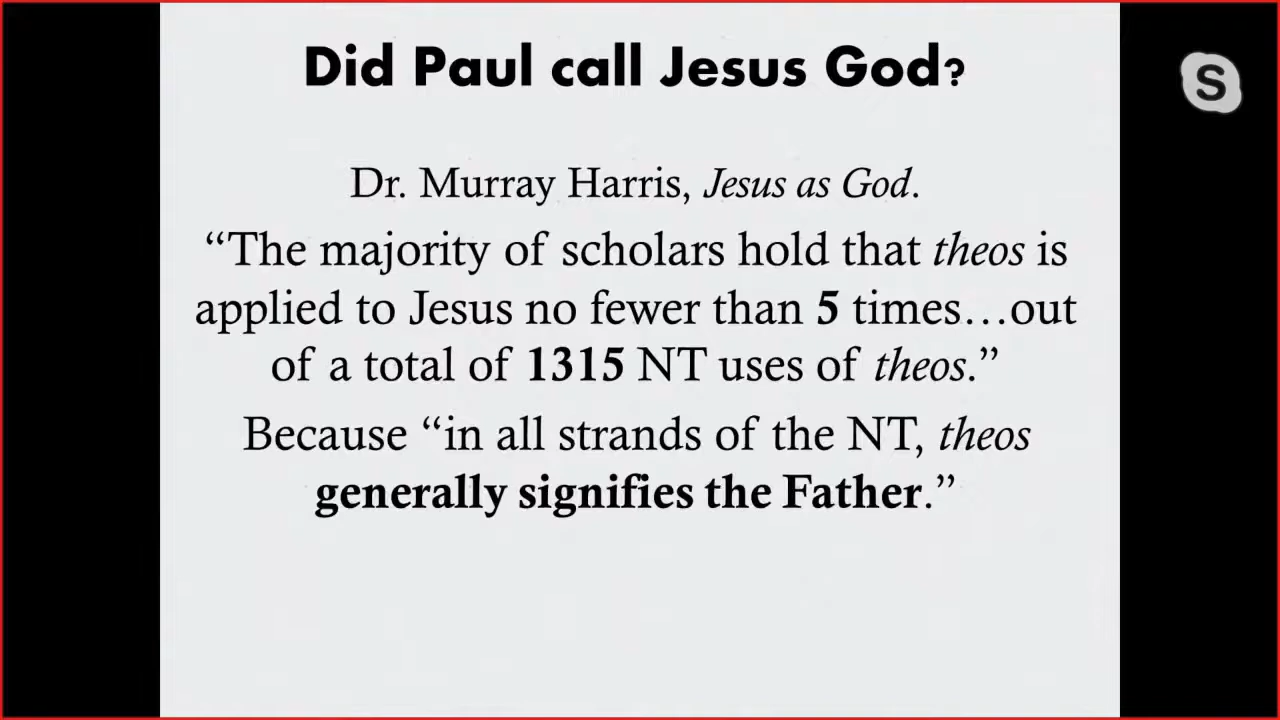 Did Paul call Jesus God?
S
Dr. Murray Harris, Jesus as God.
“The majority of scholars hold that theos is
applied to Jesus no fewer than 5 times…out
of a total of 1315 NT uses of theos.”
Because “in all strands of the NT, theos
generally signifies the Father.”